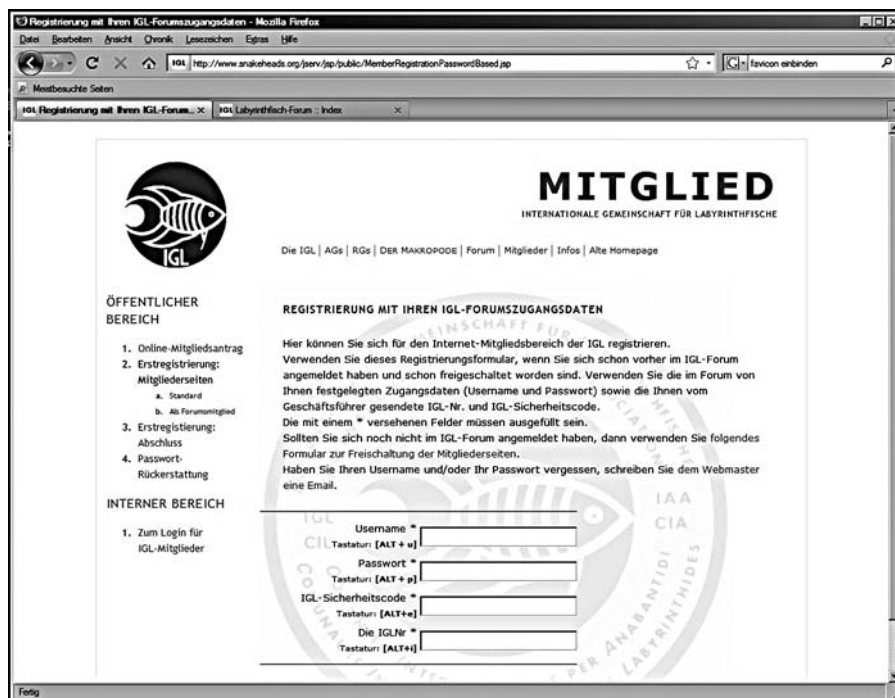 Registrierung mit Ihren IGL-Forumszugangsdaten - Mozilla Firefox
Datei Bearbeiten Ansicht Chronik Lesezeichen Extras Hilfe
IGL http://www.snakeheads.org/jserv/jsp/public/MemberRegistrationPasswordBased.jsp
G favicon einbinden
Meistbesuchte Seiten
IGL Registrierung mit Ihren IGL-Forum...
IGL Labyrinthfisch-Forum :: Index
IGL
MITGLIED
INTERNATIONALE GEMEINSCHAFT FÜR LABYRINTHFISCHE
Die IGL | AGs | RGs | DER MAKROPODE | Forum | Mitglieder | Infos | Alte Homepage
ÖFFENTLICHER
BEREICH
1. Online-Mitgliedsantrag
2. Erstregistrierung:
Mitgliederseiten
a. Standard
b. Als Forumsmitglied
3. Erstregistierung:
Abschluss
4. Passwort-
Rückerstattung
INTERNER BEREICH
1. Zum Login für
IGL-Mitglieder
REGISTRIERUNG MIT IHREN IGL-FORUMSZUGANGSDATEN
Hier können Sie sich für den Internet-Mitgliedsbereich der IGL registrieren.
Verwenden Sie dieses Registrierungsformular, wenn Sie sich schon vorher im IGL-Forum
angemeldet haben und schon freigeschaltet worden sind. Verwenden Sie die im Forum von
Ihnen festgelegten Zugangsdaten (Username und Passwort) sowie die Ihnen vom
Geschäftsführer gesendete IGL-Nr. und IGL-Sicherheitscode.
Die mit einem * versehenen Felder müssen ausgefüllt sein.
Sollten Sie sich noch nicht im IGL-Forum angemeldet haben, dann verwenden Sie folgendes
Formular zur Freischaltung der Mitgliederseiten.
Haben Sie Ihren Username und/oder Ihr Passwort vergessen, schreiben Sie dem Webmaster
eine Email.
Username *
Tastatur: [ALT + u]
Passwort *
Tastatur: [ALT + p]
IGL-Sicherheitscode *
Tastatur: [ALT+e]
Die IGLNr *
Tastatur: [ALT+i]
IGL
IAA
CIA
Fertig